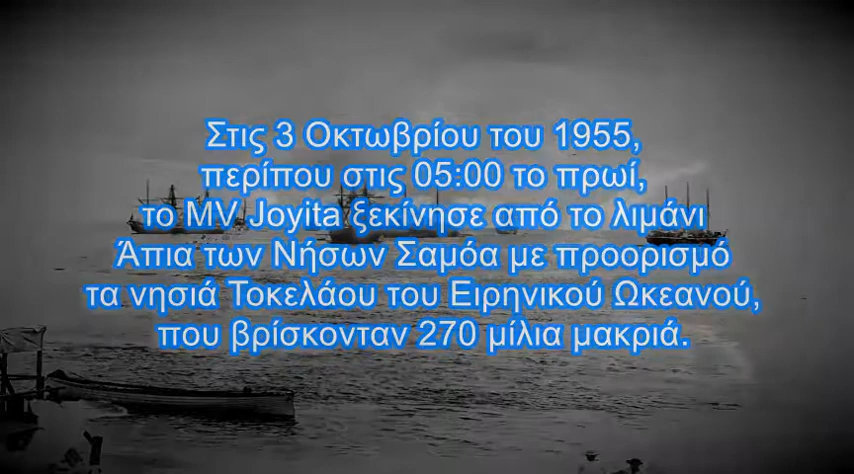 Στις 3 Οκτωβρίου του 1955,
περίπου στις 05:00 το πρωί,
το MV Joyita ξεκίνησε από το λιμάνι
Άπια των Νήσων Σαμόα με προορισμό
τα νησιά Τοκελάου του Ειρηνικού Ωκεανού,
που βρίσκονταν 270 μίλια μακριά.